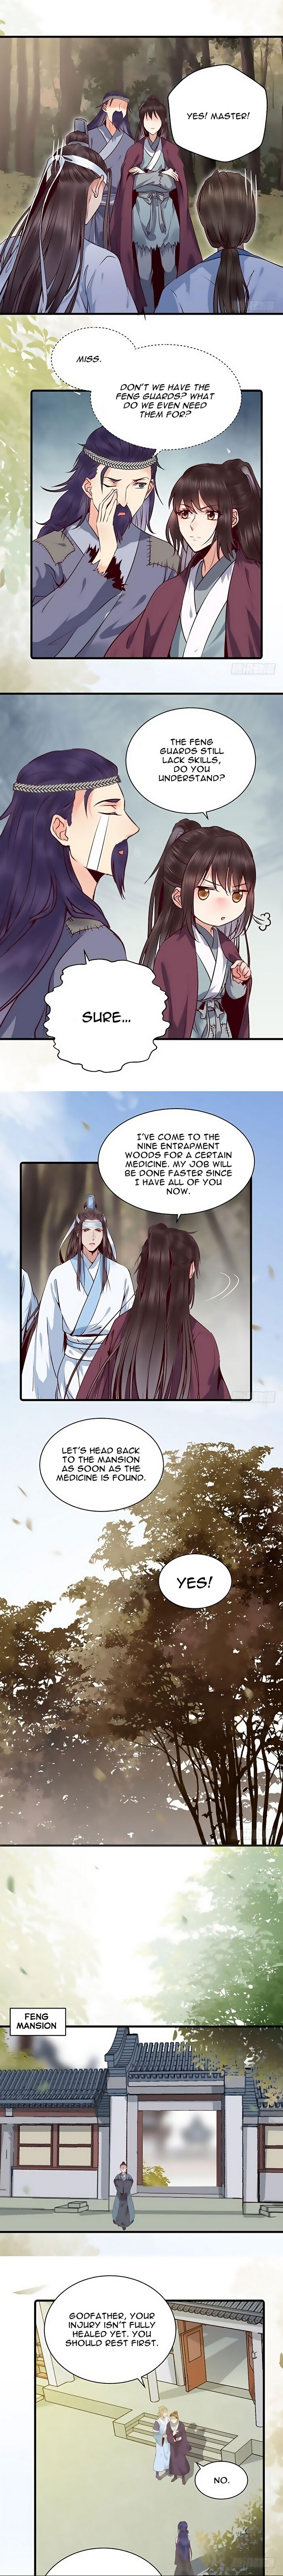 YES! MASTER!
MISS.
DON'T WE HAVE THE
FENG GUARDS? WHAT
DO WE EVEN NEED
THEM FOR?
THE FENG
GUARDS STILL
LACK SKILLS,
DO YOU
UNDERSTAND?
SURE...
I'VE COME TO THE
NINE ENTRAPMENT
WOODS FOR A CERTAIN
MEDICINE. MY JOB WILL
BE DONE FASTER SINCE
I HAVE ALL OF YOU
NOW.
LET'S HEAD BACK
TO THE MANSION
AS SOON AS THE
MEDICINE IS FOUND.
YES!
FENG
MANSION
GODFATHER, YOUR
INJURY ISN'T FULLY
HEALED YET. YOU
SHOULD REST FIRST.
NO.